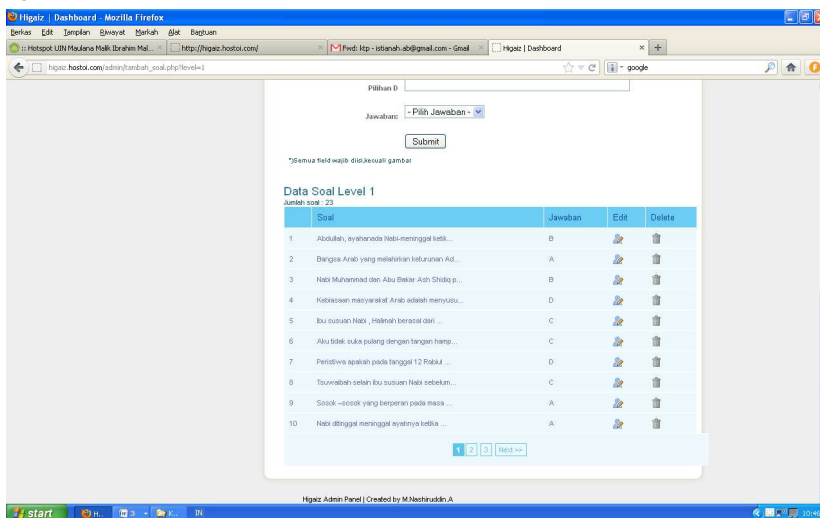 Higaiz | Dashboard - Mozilla Firefox
Berkas Edit Tampilan Riwayat Markah Alat Bantuan
:: Hotspot UIN Maulana Malik Ibrahim Mal... × http://higaiz.hostoi.com/ × Fwd: ktp - istianah.ab@gmail.com - Gmail × Higaiz | Dashboard × +
higaiz.hostoi.com/admin/tambah_soal.php?level=1 google
Pilihan D
Jawaban: - Pilih Jawaban -
Submit
*)Semua field wajib diisi,kecuali gambar
Data Soal Level 1
Jumlah soal : 23
Soal Jawaban Edit Delete
1 Abdullah, ayahanada Nabi-meninggal ketik... B
2 Bangsa Arab yang melahirkan keturunan Ad... A
3 Nabi Muhammad dan Abu Bakar Ash Shidiq p... B
4 Kebiasaan masyarakat Arab adalah menyusu... D
5 Ibu susuan Nabi , Halimah berasal dari ... C
6 Aku tidak suka pulang dengan tangan hamp... C
7 Peristiwa apakah pada tanggal 12 Rabiul ... D
8 Tsuwaibah selain ibu susuan Nabi sebelum... C
9 Sosok –sosok yang berperan pada masa ... A
10 Nabi ditinggal meninggal ayahnya ketika ... A
1 2 3 Next >>
Higaiz Admin Panel | Created by M.Nashiruddin.A
start H.. 3 K... IN 10:46